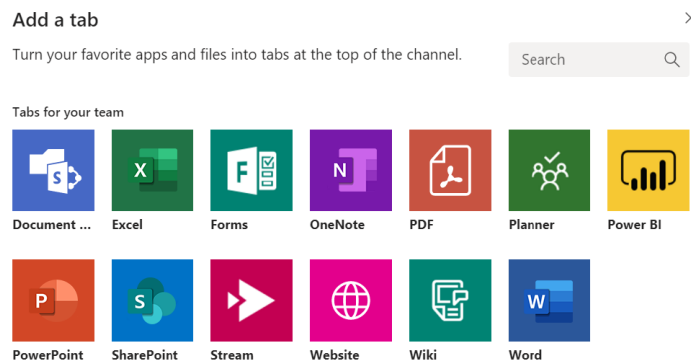 Add a tab
Turn your favorite apps and files into tabs at the top of the channel.
Search
Tabs for your team
Document ... Excel Forms OneNote PDF Planner Power BI
PowerPoint SharePoint Stream Website Wiki Word